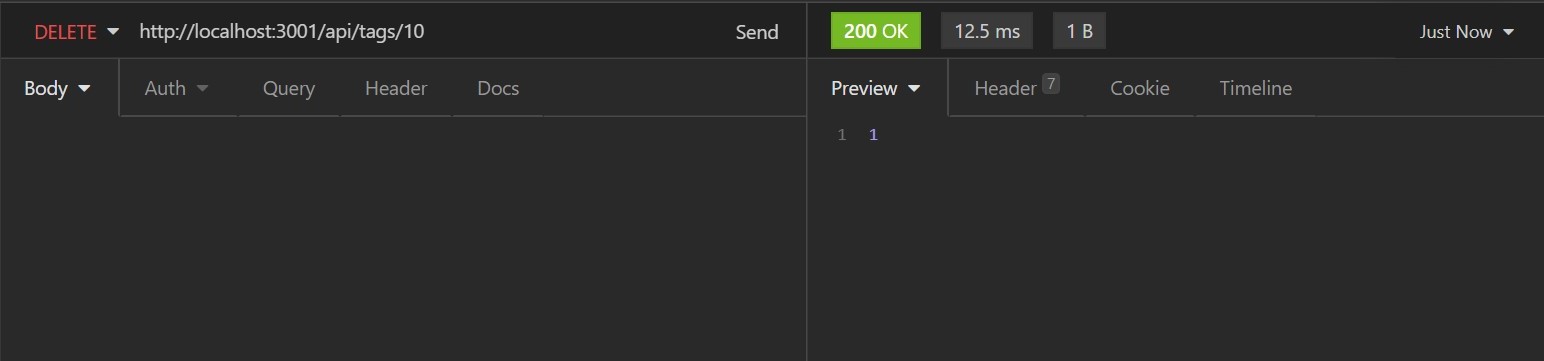 DELETE http://localhost:3001/api/tags/10 Send
200 OK 12.5 ms 1 B Just Now
Body Auth Query Header Docs
Preview Header 7 Cookie Timeline
1 1